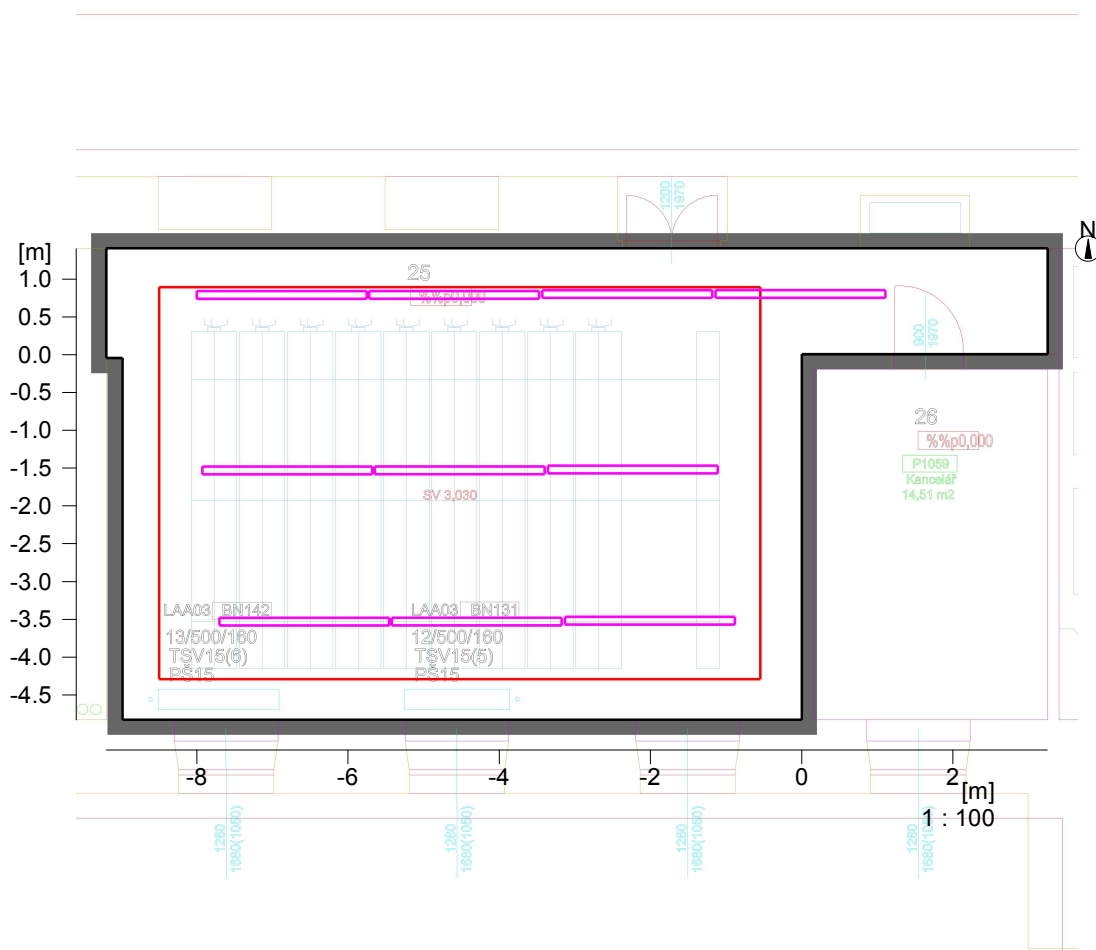 1200
1970
[m]
N
25
%%p0,000
1.0
0.5
0.0
-0.5
-1.0
-1.5
-2.0
-2.5
-3.0
-3.5
-4.0
-4.5
900
1970
26
%%p0,000
P1059
Kancelář
14,51 m2
SV 3,030
LAA03 BN142
13/500/160
TSV15(6)
PŠ15
LAA03 BN131
12/500/160
TSV15(5)
PŠ15
-8 -6 -4 -2 0 2
[m]
1 : 100
1260
1680(1050)
1260
1680(1050)
1260
1680(1050)
1260